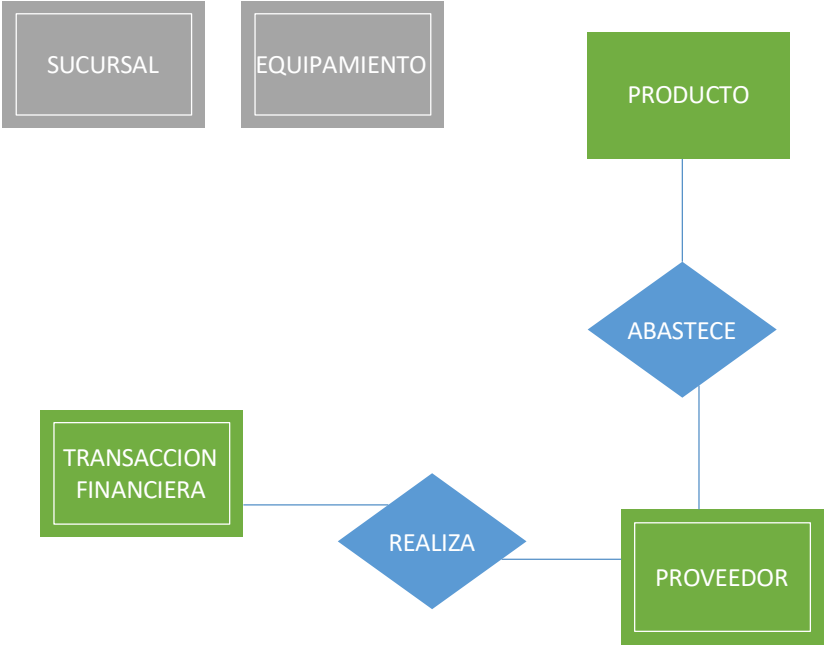 SUCURSAL
EQUIPAMIENTO
PRODUCTO
ABASTECE
TRANSACCION
FINANCIERA
REALIZA
PROVEEDOR